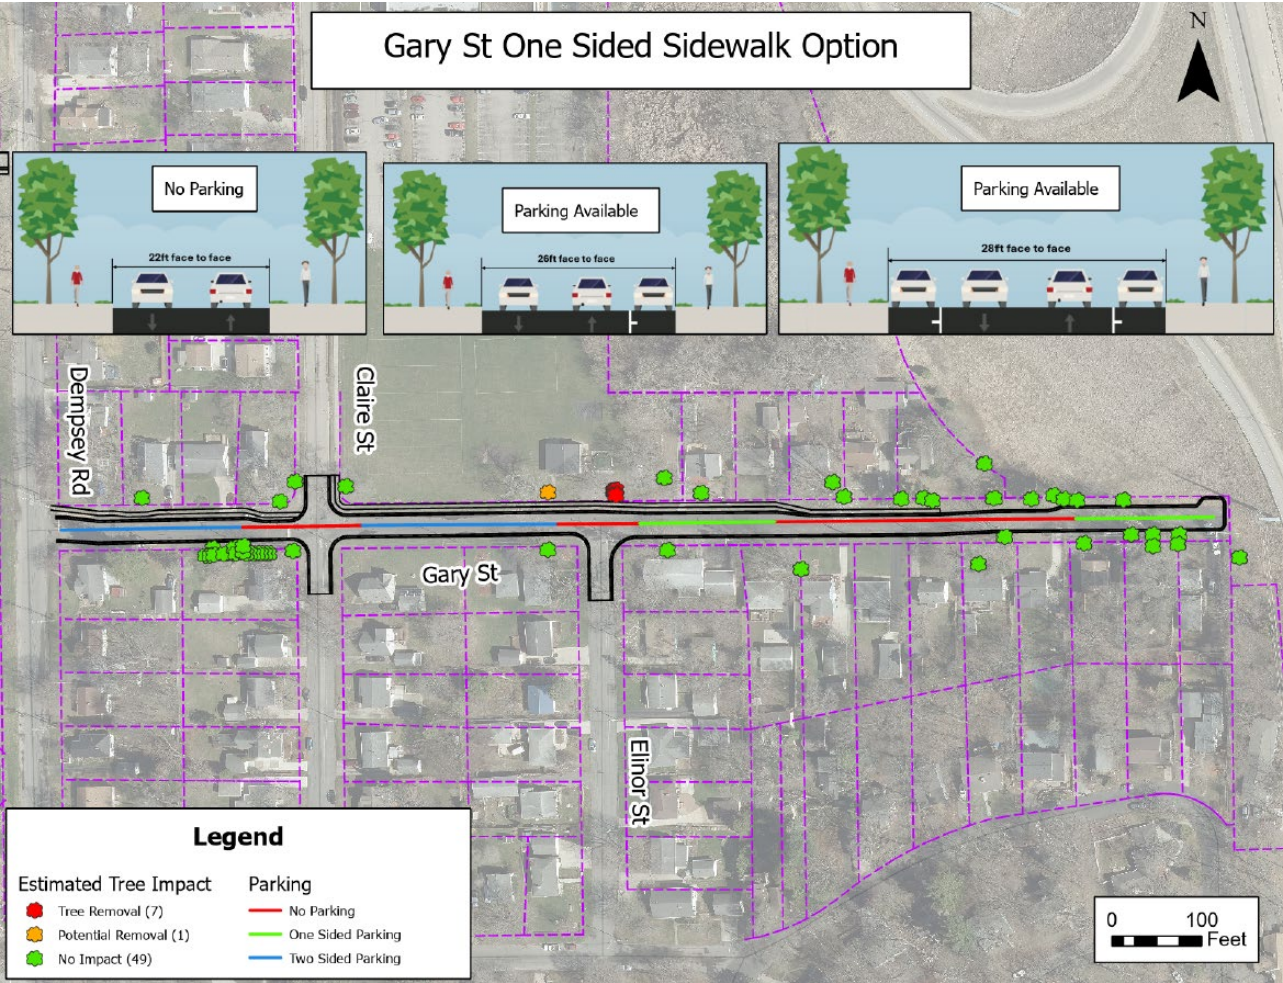 Gary St One Sided Sidewalk Option
N
No Parking
22ft face to face
Parking Available
26ft face to face
Parking Available
28ft face to face
Dempsey Rd
Claire St
Gary St
Elinor St
Legend
Estimated Tree Impact
Tree Removal (7)
Potential Removal (1)
No Impact (49)
Parking
No Parking
One Sided Parking
Two Sided Parking
0 100
Feet